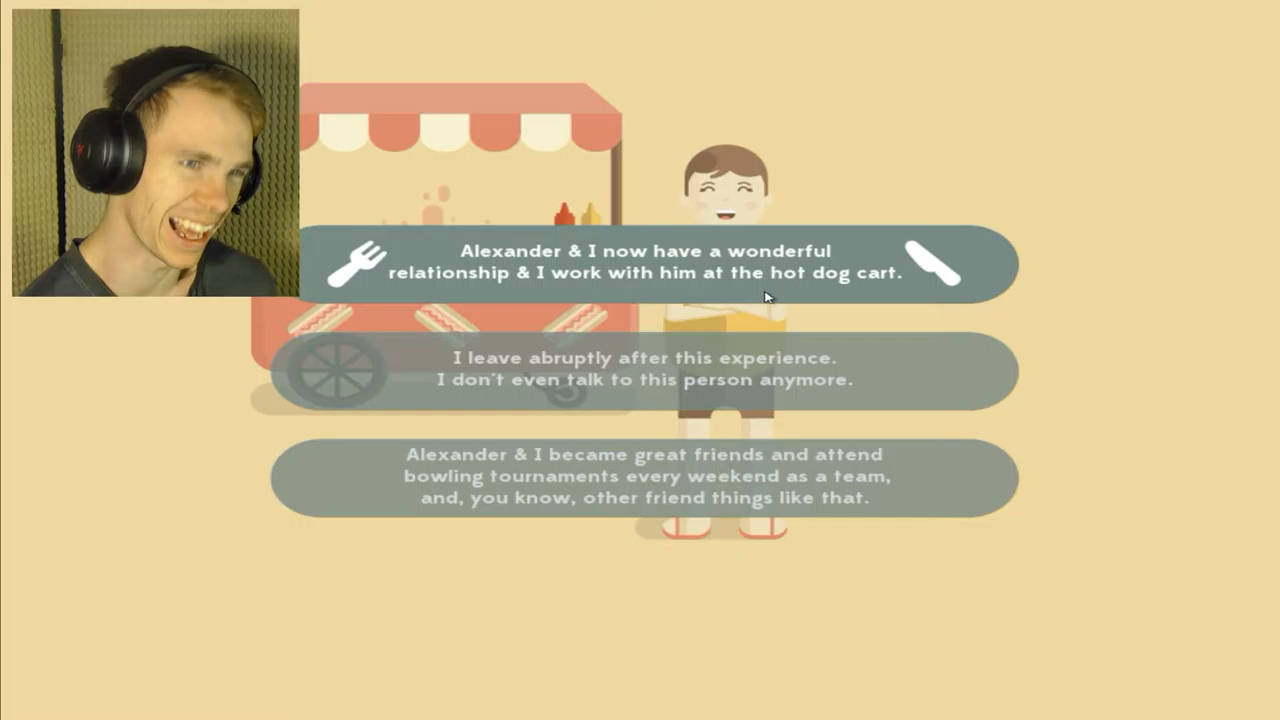 Alexander & I now have a wonderful
relationship & I work with him at the hot dog cart.
I leave abruptly after this experience.
I don't even talk to this person anymore.
Alexander & I became great friends and attend
bowling tournaments every weekend as a team,
and, you know, other friend things like that.